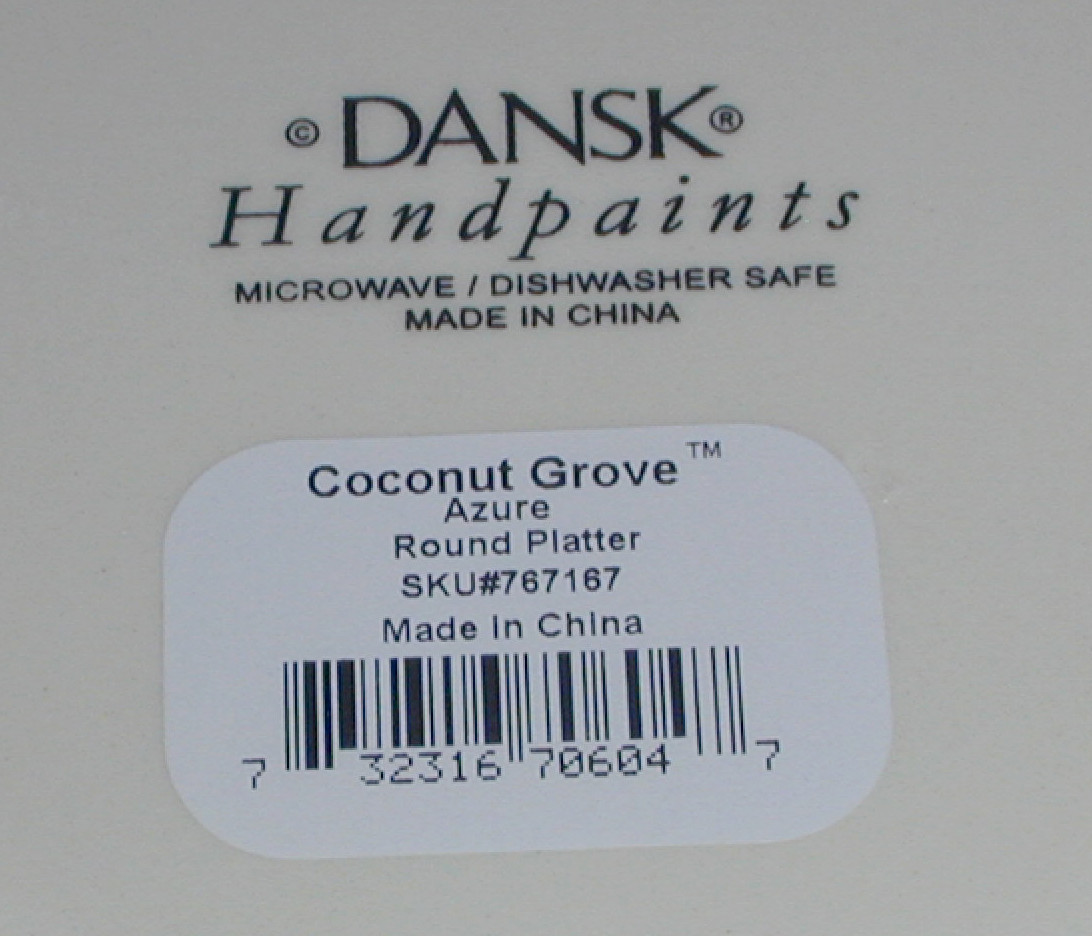 © DANSK®
Handpaints
MICROWAVE / DISHWASHER SAFE
MADE IN CHINA
Coconut Grove™
Azure
Round Platter
SKU#767167
Made In China
7 32316 70604 7